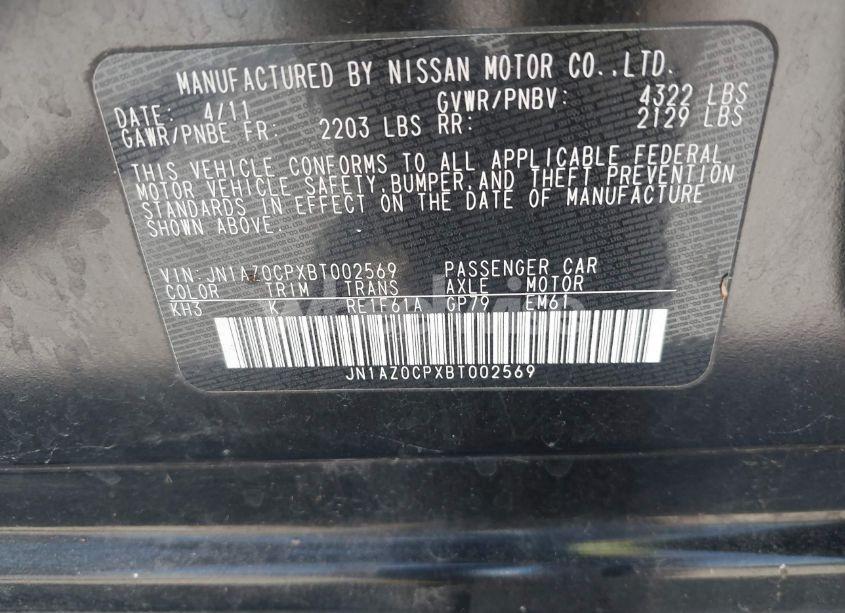 MANUFACTURED BY NISSAN MOTOR CO.,LTD.
DATE: 4/11 GVWR/PNBV: 4322 LBS
GAWR/PNBE FR: 2203 LBS RR: 2129 LBS
THIS VEHICLE CONFORMS TO ALL APPLICABLE FEDERAL
MOTOR VEHICLE SAFETY,BUMPER,AND THEFT PREVENTION
STANDARDS IN EFFECT ON THE DATE OF MANUFACTURE
SHOWN ABOVE.
VIN:JN1AZ0CPXBT002569 PASSENGER CAR
COLOR TRIM TRANS AXLE MOTOR
KH3 K RE1F61A GP79 EM61
JN1AZ0CPXBT002569